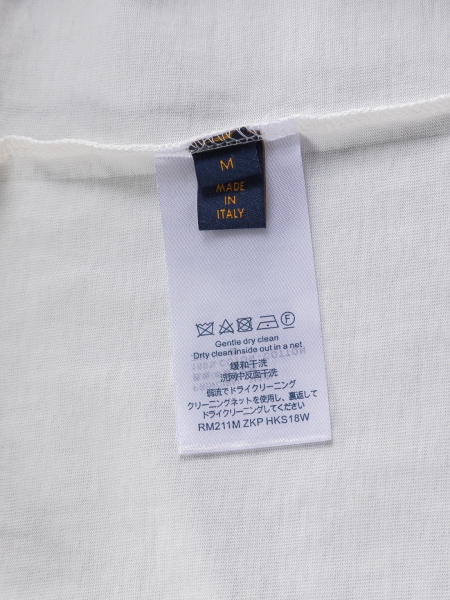 M
MADE
IN
ITALY
Gentle dry clean
Drty clean inside out in a net.
缓和干洗
洗网中反面干洗
弱流でドライクリーニング
クリーニングネットを使用し、裏返して
ドライクリーニングしてください
RM211M ZKP HKS18W